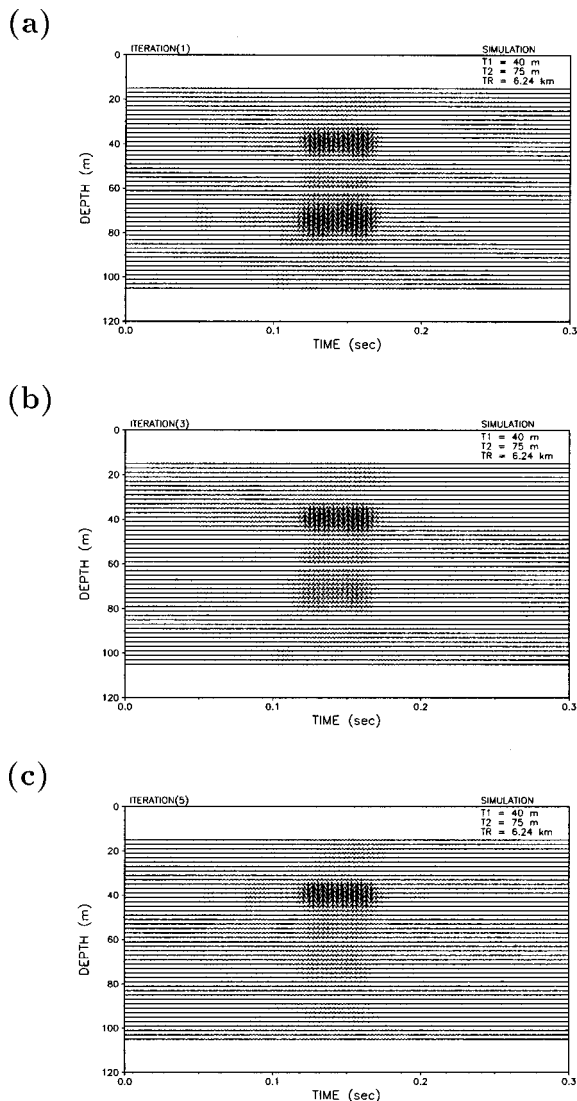 (a)
ITERATION(1) SIMULATION
T1 = 40 m
T2 = 75 m
TR = 6.24 km
0
20
40
60
80
100
120
DEPTH (m)
0.0 0.1 0.2 0.3
TIME (sec)
(b)
ITERATION(3) SIMULATION
T1 = 40 m
T2 = 75 m
TR = 6.24 km
0
20
40
60
80
100
120
DEPTH (m)
0.0 0.1 0.2 0.3
TIME (sec)
(c)
ITERATION(5) SIMULATION
T1 = 40 m
T2 = 75 m
TR = 6.24 km
0
20
40
60
80
100
120
DEPTH (m)
0.0 0.1 0.2 0.3
TIME (sec)